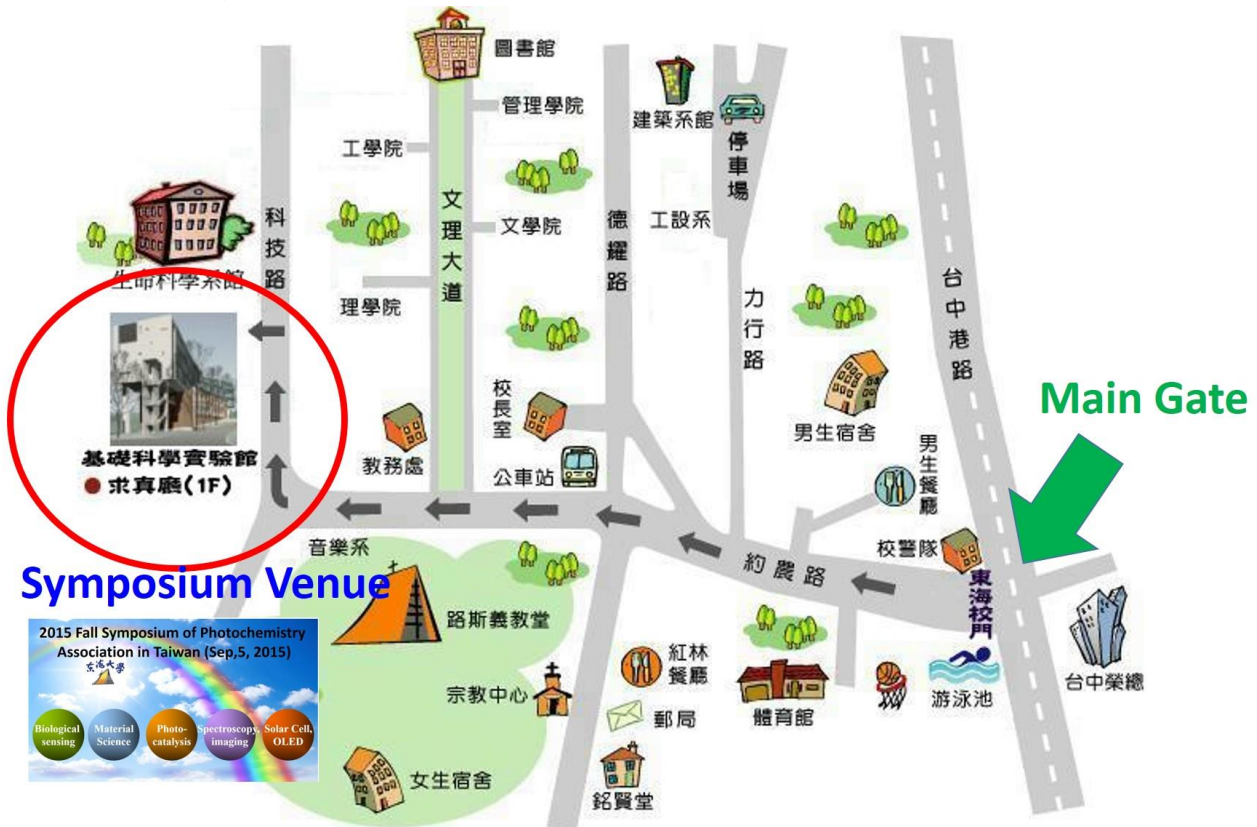 圖書館
管理學院
建築系館
停車場
工學院
文理大道
科技路
文學院
德耀路
工設系
生命科學系館
理學院
力行路
台中港路
Main Gate
校長室
男生宿舍
基礎科學實驗館
求真廳(1F)
教務處
公車站
男生餐廳
音樂系
約農路
校警隊
東海校門
Symposium Venue
路斯義教堂
2015 Fall Symposium of Photochemistry
Association in Taiwan (Sep,5, 2015)
東海大學
紅林
餐廳
宗教中心
郵局
體育館
游泳池
台中榮總
Biological
sensing
Material
Science
Photo-
catalysis
Spectroscopy,
imaging
Solar Cell,
OLED
女生宿舍
銘賢堂